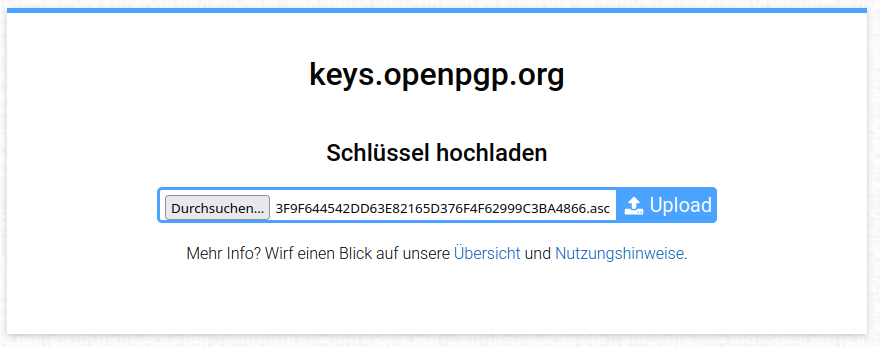 keys.openpgp.org
Schlüssel hochladen
Durchsuchen... 3F9F644542DD63E82165D376F4F62999C3BA4866.asc Upload
Mehr Info? Wirf einen Blick auf unsere Übersicht und Nutzungshinweise.